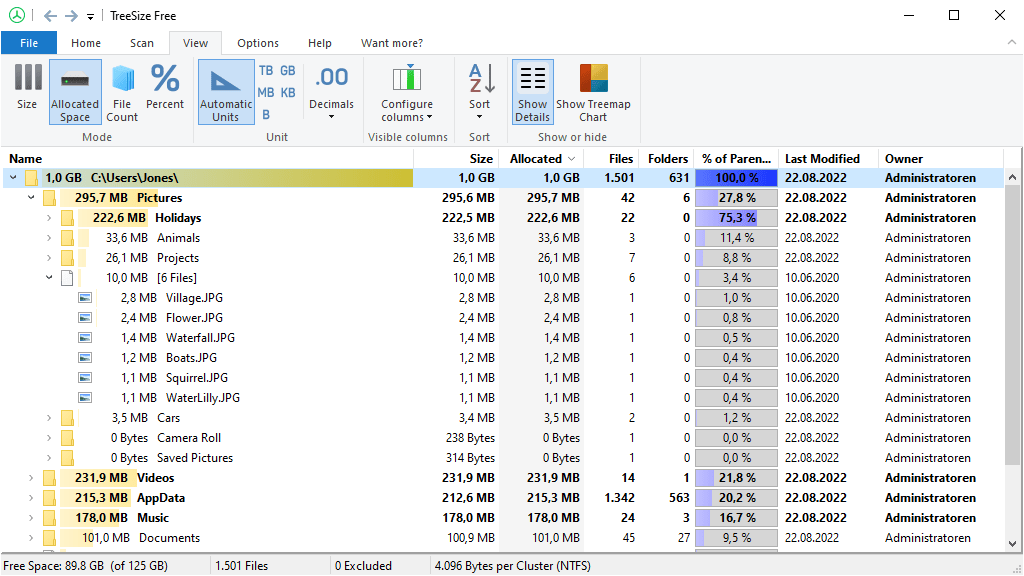 TreeSize Free
File Home Scan View Options Help Want more?
Size Allocated Space File Count Percent Automatic Units TB GB MB KB B .00 Decimals Configure columns A Z Sort Show Details Show Treemap Chart
Mode Unit Visible columns Sort Show or hide
Name Size Allocated Files Folders % of Paren... Last Modified Owner
1,0 GB C:\Users\Jones\ 1,0 GB 1,0 GB 1.501 631 100,0 % 22.08.2022 Administratoren
295,7 MB Pictures 295,6 MB 295,7 MB 42 6 27,8 % 22.08.2022 Administratoren
222,6 MB Holidays 222,5 MB 222,6 MB 22 0 75,3 % 22.08.2022 Administratoren
33,6 MB Animals 33,6 MB 33,6 MB 3 0 11,4 % 22.08.2022 Administratoren
26,1 MB Projects 26,1 MB 26,1 MB 7 0 8,8 % 22.08.2022 Administratoren
10,0 MB [6 Files] 10,0 MB 10,0 MB 6 0 3,4 % 10.06.2020 Administratoren
2,8 MB Village.JPG 2,8 MB 2,8 MB 1 0 1,0 % 10.06.2020 Administratoren
2,4 MB Flower.JPG 2,4 MB 2,4 MB 1 0 0,8 % 10.06.2020 Administratoren
1,4 MB Waterfall.JPG 1,4 MB 1,4 MB 1 0 0,5 % 10.06.2020 Administratoren
1,2 MB Boats.JPG 1,2 MB 1,2 MB 1 0 0,4 % 10.06.2020 Administratoren
1,1 MB Squirrel.JPG 1,1 MB 1,1 MB 1 0 0,4 % 10.06.2020 Administratoren
1,1 MB WaterLilly.JPG 1,1 MB 1,1 MB 1 0 0,4 % 10.06.2020 Administratoren
3,5 MB Cars 3,4 MB 3,5 MB 2 0 1,2 % 22.08.2022 Administratoren
0 Bytes Camera Roll 238 Bytes 0 Bytes 1 0 0,0 % 22.08.2022 Administratoren
0 Bytes Saved Pictures 314 Bytes 0 Bytes 1 0 0,0 % 22.08.2022 Administratoren
231,9 MB Videos 231,9 MB 231,9 MB 14 1 21,8 % 22.08.2022 Administratoren
215,3 MB AppData 212,6 MB 215,3 MB 1.342 563 20,2 % 22.08.2022 Administratoren
178,0 MB Music 178,0 MB 178,0 MB 24 3 16,7 % 22.08.2022 Administratoren
101,0 MB Documents 100,9 MB 101,0 MB 45 27 9,5 % 22.08.2022 Administratoren
Free Space: 89.8 GB (of 125 GB) 1.501 Files 0 Excluded 4.096 Bytes per Cluster (NTFS)